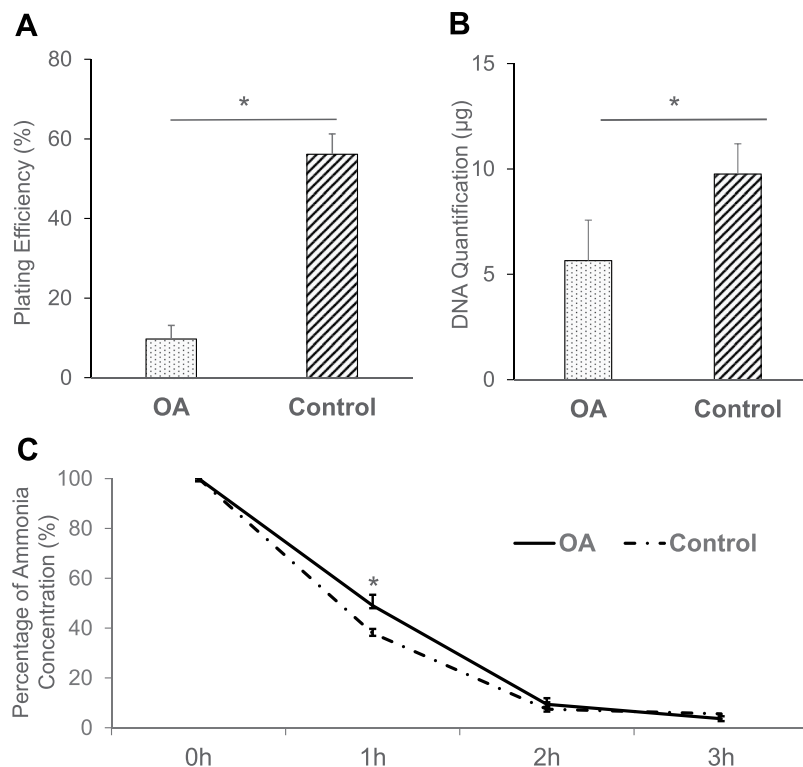 A
Plating Efficiency (%)
80
60
40
20
0
*
OA
Control
B
DNA Quantification (µg)
15
10
5
0
*
OA
Control
C
Percentage of Ammonia
Concentration (%)
100
80
60
40
20
0
*
OA
Control
0h
1h
2h
3h